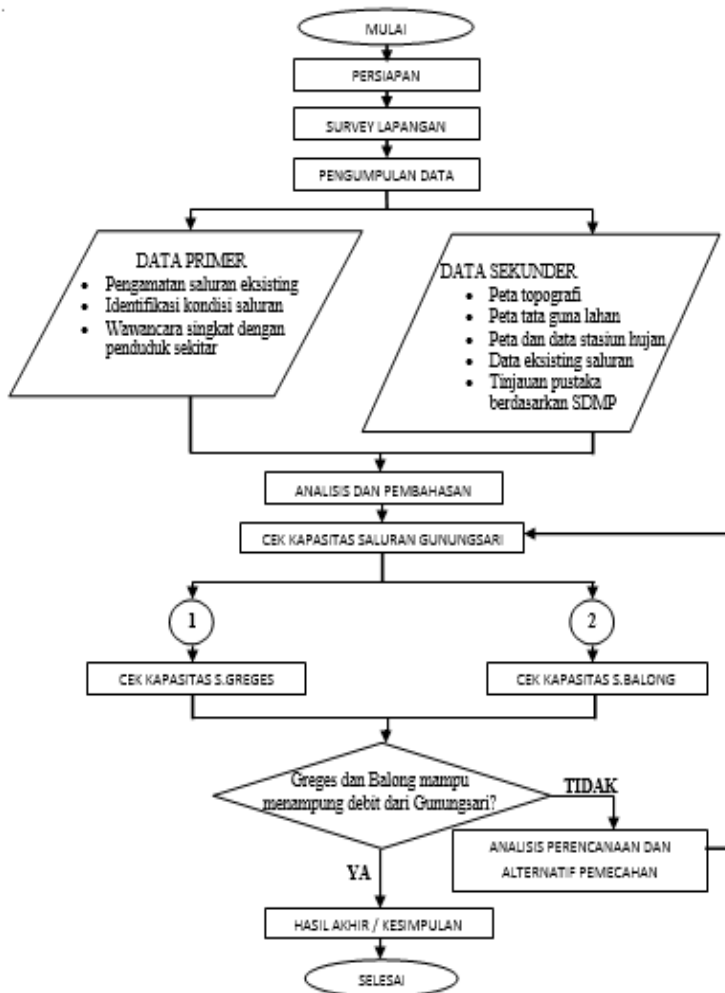 MULAI
PERSIAPAN
SURVEY LAPANGAN
PENGUMPULAN DATA
DATA PRIMER
• Pengamatan saluran eksisting
• Identifikasi kondisi saluran
• Wawancara singkat dengan
penduduk sekitar
DATA SEKUNDER
• Peta topografi
• Peta tata guna lahan
• Peta dan data stasiun hujan
• Data eksisting saluran
• Tinjauan pustaka
berdasarkan SDMP
ANALISIS DAN PEMBAHASAN
CEK KAPASITAS SALURAN GUNUNGSARI
1
2
CEK KAPASITAS S.GREGES
CEK KAPASITAS S.BALONG
Greges dan Balong mampu
menampung debit dari Gunungsari?
TIDAK
ANALISIS PERENCANAAN DAN
ALTERNATIF PEMECAHAN
YA
HASIL AKHIR / KESIMPULAN
SELESAI